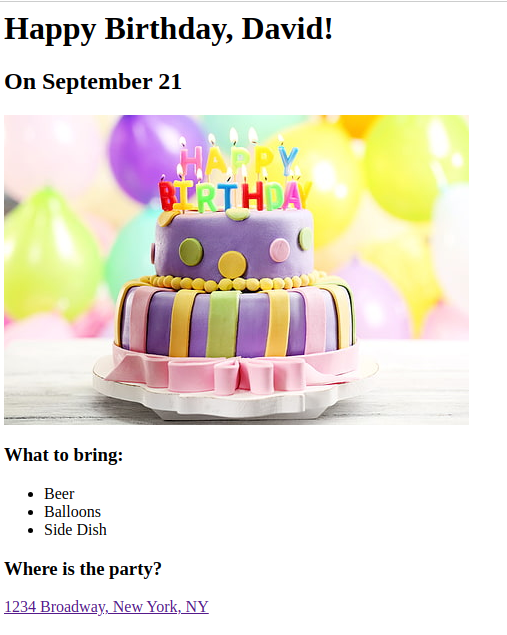 Happy Birthday, David!
On September 21
HAPPY
BIRTHDAY
What to bring:
Beer
Balloons
Side Dish
Where is the party?
1234 Broadway, New York, NY